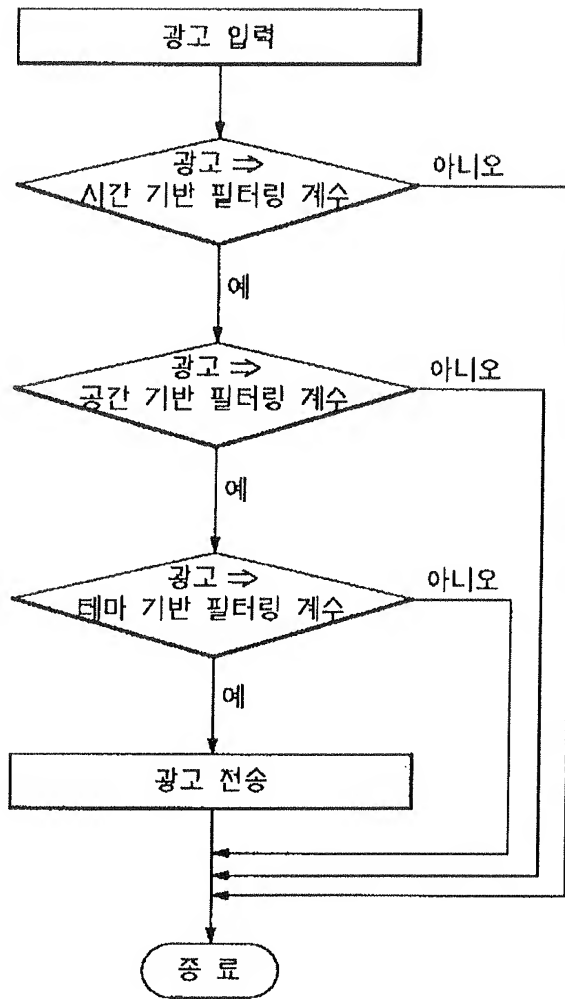 광고 입력
광고 ⇒
시간 기반 필터링 계수
아니오
예
광고 ⇒
공간 기반 필터링 계수
아니오
예
광고 ⇒
테마 기반 필터링 계수
아니오
예
광고 전송
종 료